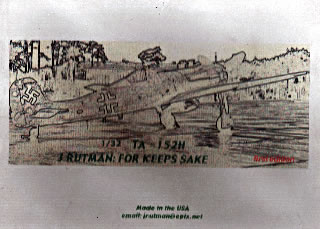 1/32 TA - 152H
J RUTMAN: FOR KEEPS SAKE
Made in the USA
email: jrutman@epix.net